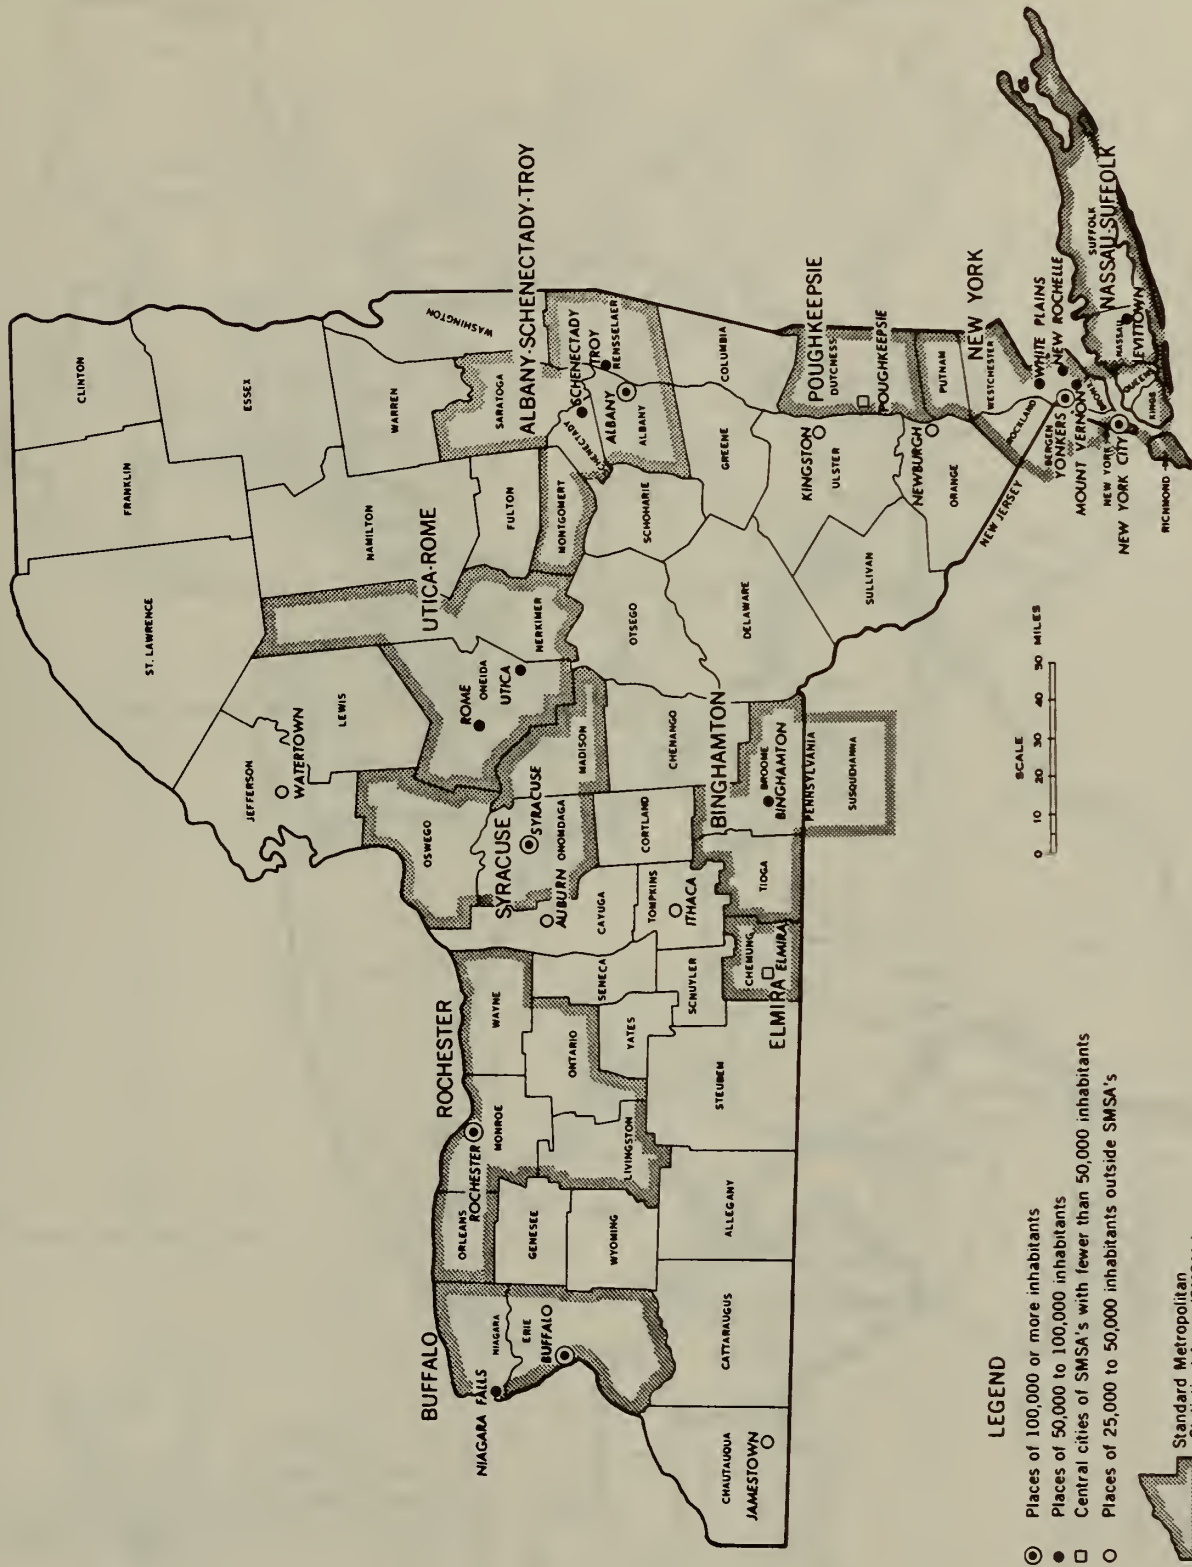 CLINTON
FRANKLIN
ST. LAWRENCE
ESSEX
JEFFERSON
WATERTOWN
LEWIS
HAMILTON
WARREN
WASHINGTON
UTICA-ROME
ROME
ONEIDA
UTICA
HERKIMER
FULTON
MONTGOMERY
SARATOGA
ALBANY-SCHENECTADY-TROY
SCHENECTADY
SCHENECTADY
TROY
RENSSELAER
ALBANY
ALBANY
OSWEGO
SYRACUSE
SYRACUSE
ONONDAGA
MADISON
AUBURN
CAYUGA
CORTLAND
CHENANGO
OTSEGO
SCHOHARIE
GREENE
COLUMBIA
DELAWARE
ROCHESTER
ROCHESTER
MONROE
WAYNE
ORLEANS
GENESEE
WYOMING
LIVINGSTON
ONTARIO
YATES
SENECA
TOMPKINS
ITHACA
SCHUYLER
STEUBEN
CHEMUNG
ELMIRA
ELMIRA
TIOGA
BINGHAMTON
BROOME
BINGHAMTON
PENNSYLVANIA
SUSQUEHANNA
BUFFALO
NIAGARA FALLS
NIAGARA
ERIE
BUFFALO
CHAUTAUQUA
JAMESTOWN
CATTARAUGUS
ALLEGANY
POUGHKEEPSIE
DUTCHESS
POUGHKEEPSIE
KINGSTON
ULSTER
NEWBURGH
ORANGE
SULLIVAN
PUTNAM
NEW YORK
WESTCHESTER
ROCKLAND
NEW JERSEY
BERGEN
WHITE PLAINS
NEW ROCHELLE
YONKERS
MOUNT VERNON
BRONX
NEW YORK
NEW YORK CITY
QUEENS
KINGS
RICHMOND
NASSAU
LEVITTOWN
SUFFOLK
NASSAU-SUFFOLK
SCALE
0 10 20 30 40 50 MILES
LEGEND
Places of 100,000 or more inhabitants
Places of 50,000 to 100,000 inhabitants
Central cities of SMSA's with fewer than 50,000 inhabitants
Places of 25,000 to 50,000 inhabitants outside SMSA's
Standard Metropolitan